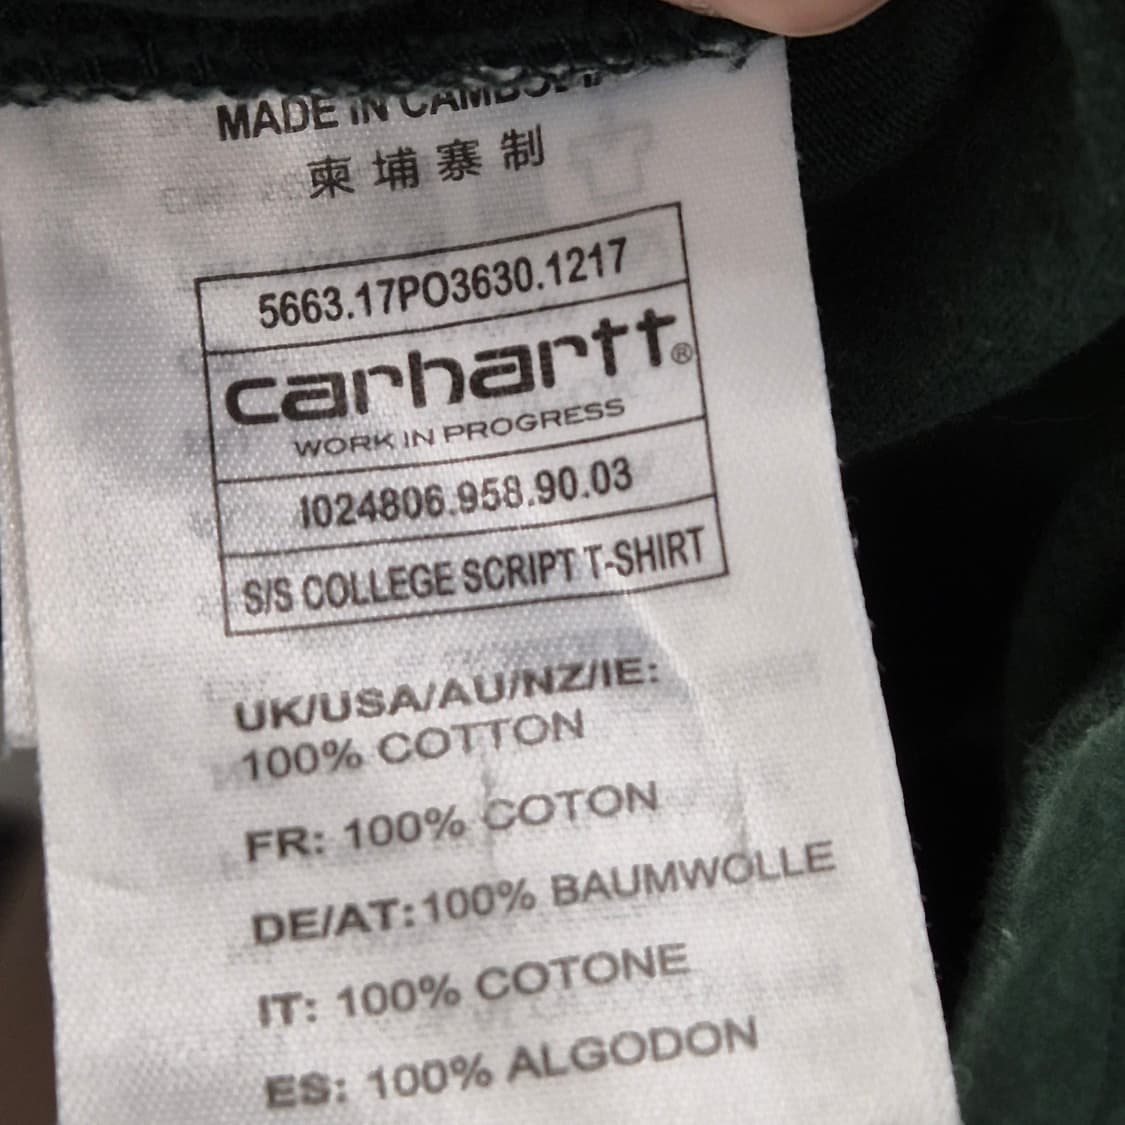 MADE IN CAMBODIA
柬埔寨制
5663.17PO3630.1217
carhartt®
WORK IN PROGRESS
I024806.958.90.03
S/S COLLEGE SCRIPT T-SHIRT
UK/USA/AU/NZ/IE:
100% COTTON
FR: 100% COTON
DE/AT:100% BAUMWOLLE
IT: 100% COTONE
ES: 100% ALGODON